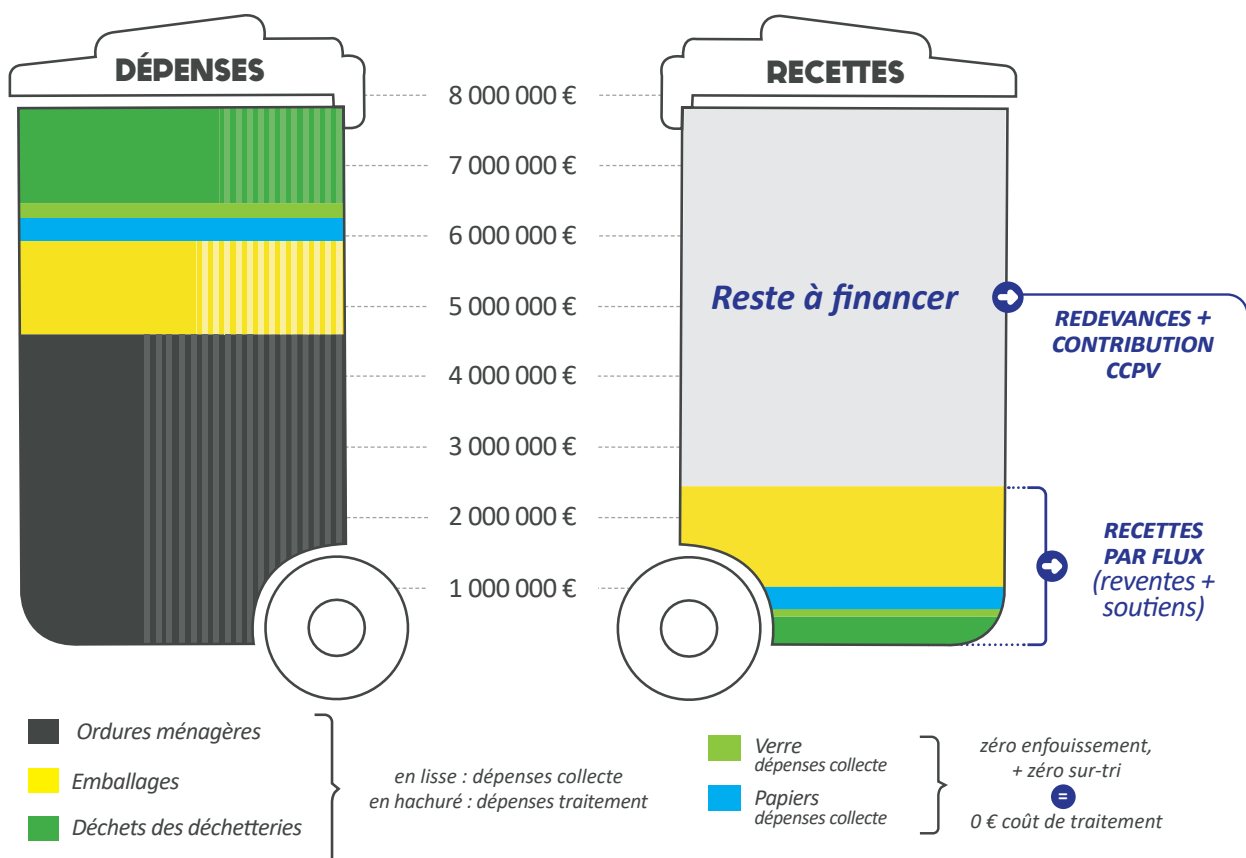 DÉPENSES
RECETTES
8 000 000 €
7 000 000 €
6 000 000 €
5 000 000 €
4 000 000 €
3 000 000 €
2 000 000 €
1 000 000 €
Reste à financer
REDEVANCES +
CONTRIBUTION
CCPV
RECETTES
PAR FLUX
(reventes +
soutiens)
Ordures ménagères
Emballages
Déchets des déchetteries
en lisse : dépenses collecte
en hachuré : dépenses traitement
Verre
dépenses collecte
Papiers
dépenses collecte
zéro enfouissement,
+ zéro sur-tri
=
0 € coût de traitement